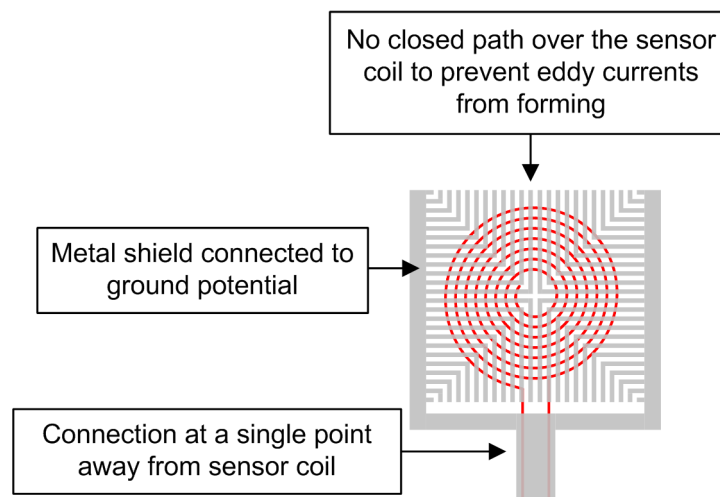 No closed path over the sensor
coil to prevent eddy currents
from forming
Metal shield connected to
ground potential
Connection at a single point
away from sensor coil